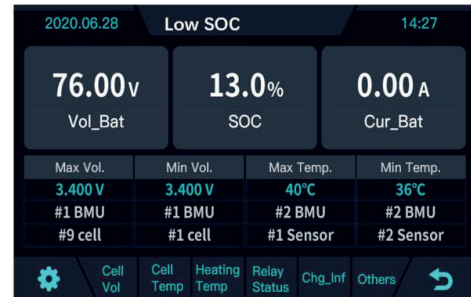 2020.06.28 Low SOC 14:27
76.00 V 13.0% 0.00 A
Vol_Bat SOC Cur_Bat
Max Vol. Min Vol. Max Temp. Min Temp.
3.400 V 3.400 V 40°C 36°C
#1 BMU #1 BMU #2 BMU #2 BMU
#9 cell #1 cell #1 Sensor #2 Sensor
Cell Cell Heating Relay Chg_Inf Others
Vol Temp Temp Status